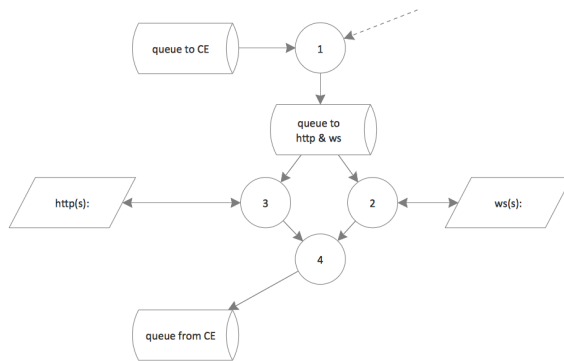 queue to CE
1
queue to
http & ws
http(s):
3
2
ws(s):
4
queue from CE